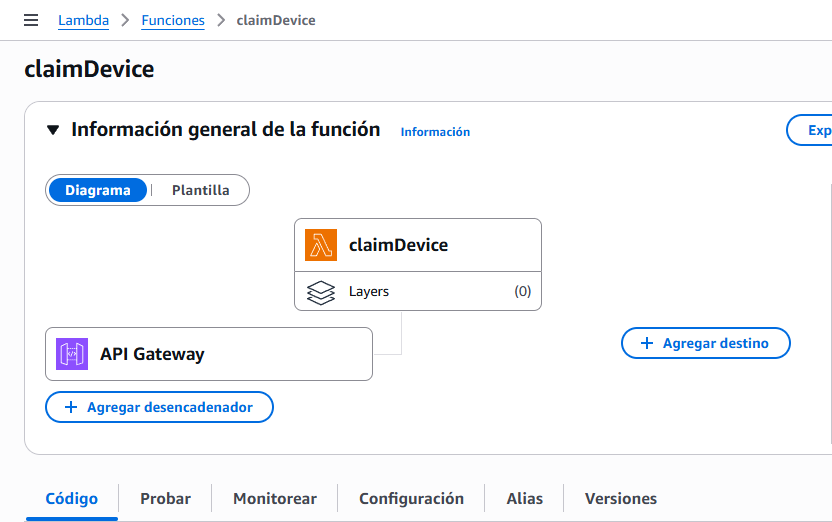 Lambda > Funciones > claimDevice
claimDevice
Información general de la función Información
Exp
Diagrama | Plantilla
claimDevice
Layers (0)
API Gateway
+ Agregar destino
+ Agregar desencadenador
Código Probar Monitorear Configuración Alias Versiones